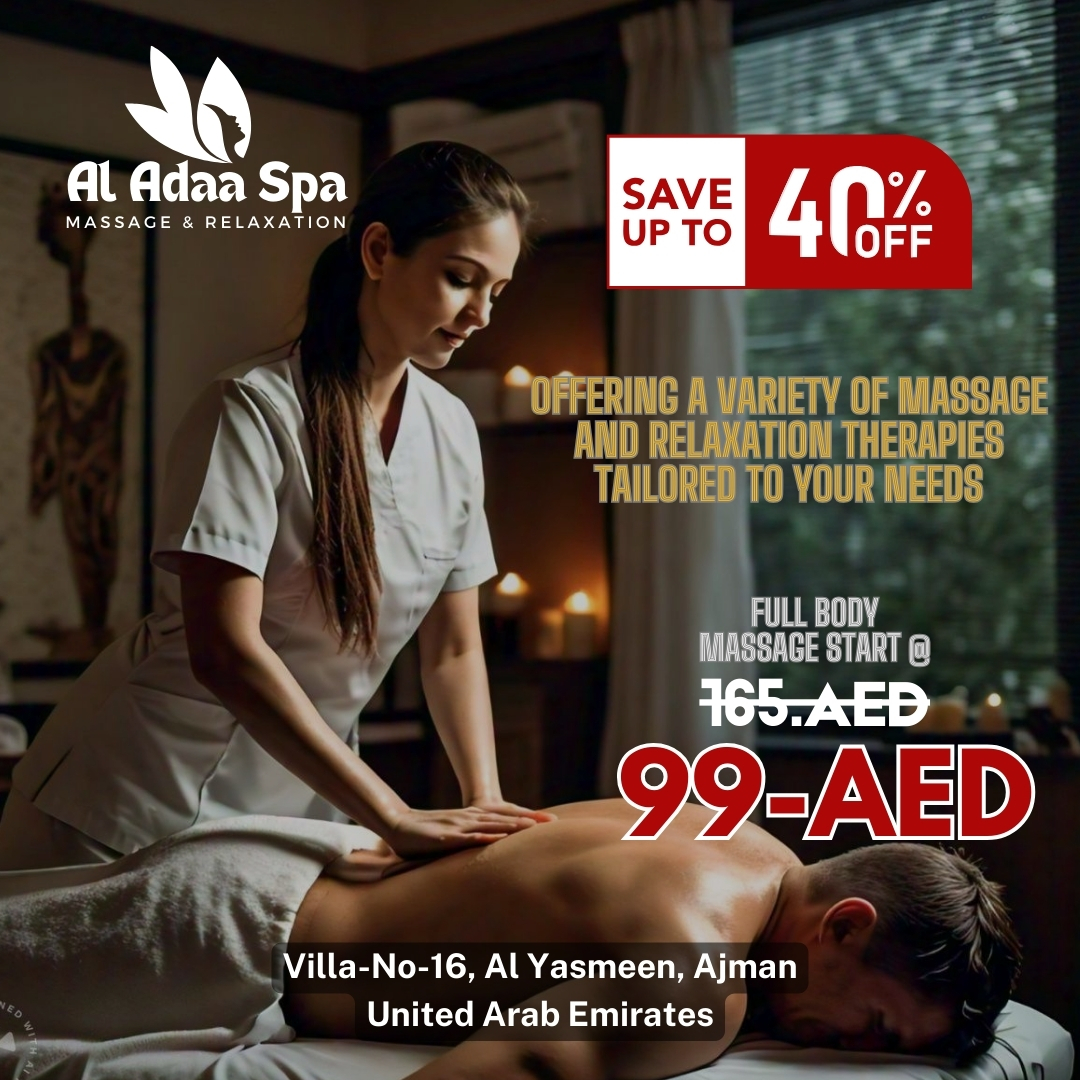 Al Adaa Spa
MASSAGE & RELAXATION
SAVE
UP TO
40%
OFF
OFFERING A VARIETY OF MASSAGE
AND RELAXATION THERAPIES
TAILORED TO YOUR NEEDS
FULL BODY
MASSAGE START @
165.AED
99-AED
Villa-No-16, Al Yasmeen, Ajman
United Arab Emirates
WITH